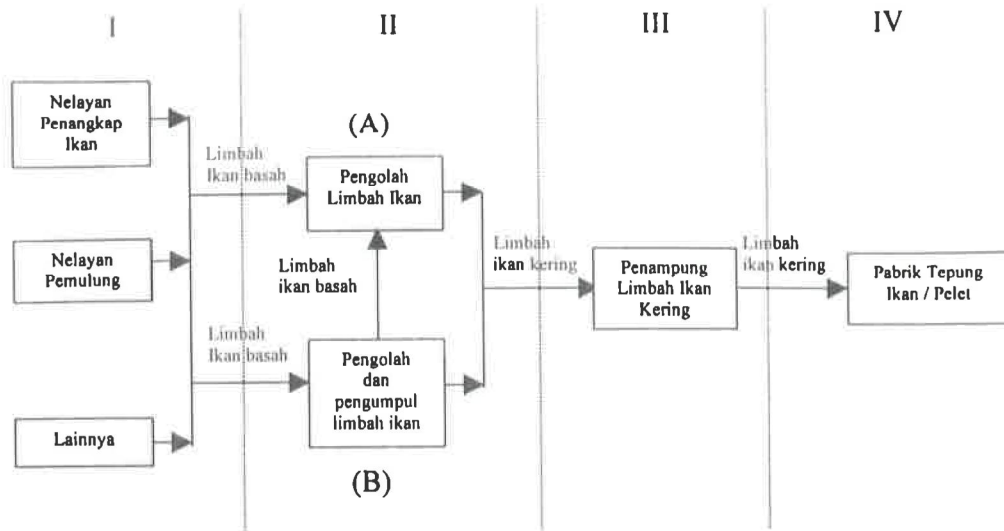 I
II
III
IV
Nelayan
Penangkap
Ikan
Nelayan
Pemulung
Lainnya
Limbah
Ikan basah
Limbah
Ikan basah
(A)
Pengolah
Limbah Ikan
Limbah
ikan basah
Pengolah
dan
pengumpul
limbah ikan
(B)
Limbah
ikan kering
Penampung
Limbah Ikan
Kering
Limbah
ikan kering
Pabrik Tepung
Ikan / Pelet